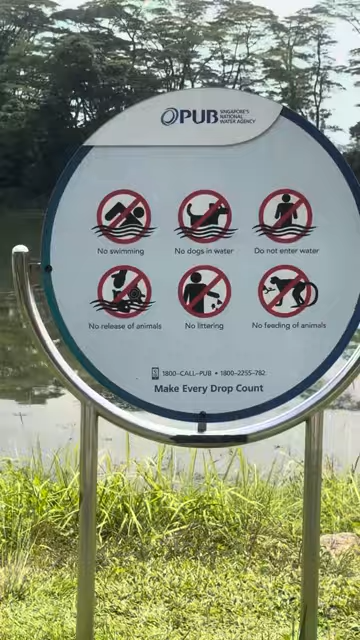 PUB SINGAPORE'S
NATIONAL
WATER AGENCY
No swimming
No dogs in water
Do not enter water
No release of animals
No littering
No feeding of animals
1800-CALL-PUB • 1800-2255-782
Make Every Drop Count